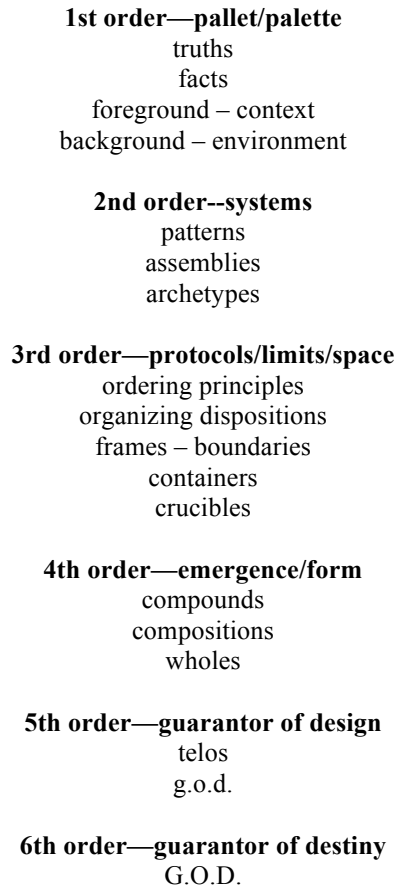 1st order—pallet/palette
truths
facts
foreground – context
background – environment
2nd order--systems
patterns
assemblies
archetypes
3rd order—protocols/limits/space
ordering principles
organizing dispositions
frames – boundaries
containers
crucibles
4th order—emergence/form
compounds
compositions
wholes
5th order—guarantor of design
telos
g.o.d.
6th order—guarantor of destiny
G.O.D.